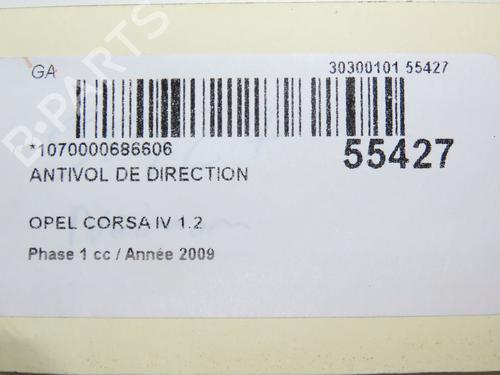 GA
30300101 55427
*1070000686606
55427
ANTIVOL DE DIRECTION
OPEL CORSA IV 1.2
Phase 1 cc / Année 2009
B-PARTS